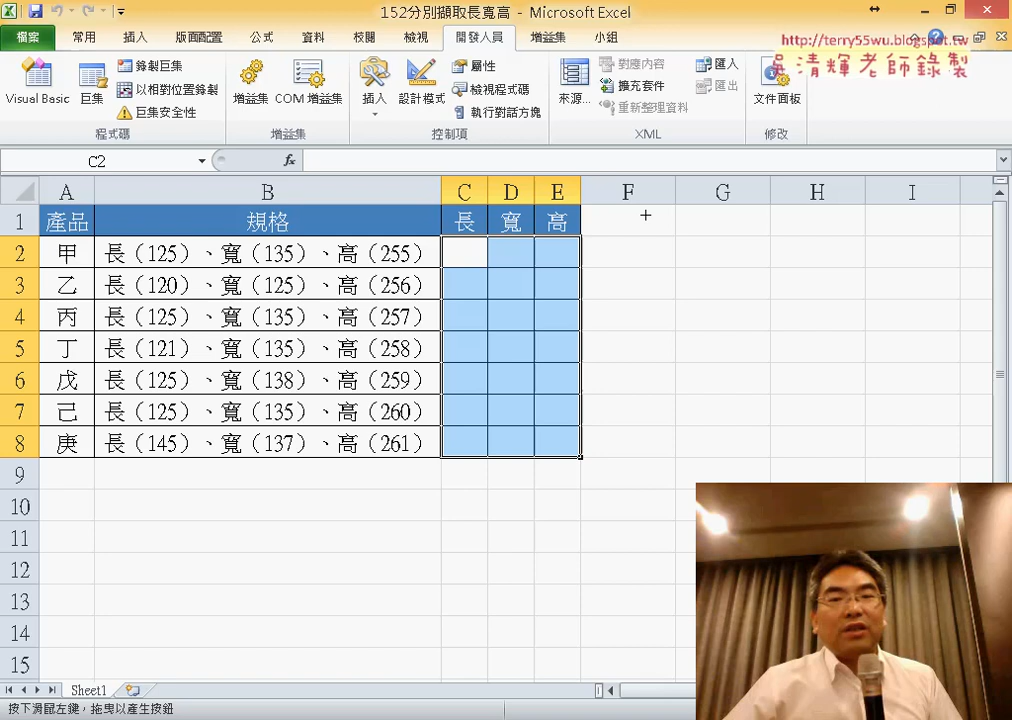 152分別擷取長寬高 - Microsoft Excel
檔案 常用 插入 版面配置 公式 資料 校閱 檢視 開發人員 增益集 小組
http://terry55wu.blogspot.tw
吳清輝老師錄製
Visual Basic 巨集 錄製巨集 以相對位置錄製 巨集安全性 增益集 COM 增益集 插入 設計模式 屬性 檢視程式碼 執行對話方塊 來源... 對應內容 擴充套件 重新整理資料 匯入 匯出 文件面板
程式碼 增益集 控制項 XML 修改
C2 fx
A B C D E F G H I
1 產品 規格 長 寬 高
2 甲 長（125）、寬（135）、高（255）
3 乙 長（120）、寬（125）、高（256）
4 丙 長（125）、寬（135）、高（257）
5 丁 長（121）、寬（135）、高（258）
6 戊 長（125）、寬（138）、高（259）
7 己 長（125）、寬（135）、高（260）
8 庚 長（145）、寬（137）、高（261）
9
10
11
12
13
14
15
Sheet1
按下滑鼠左鍵，拖曳以產生按鈕